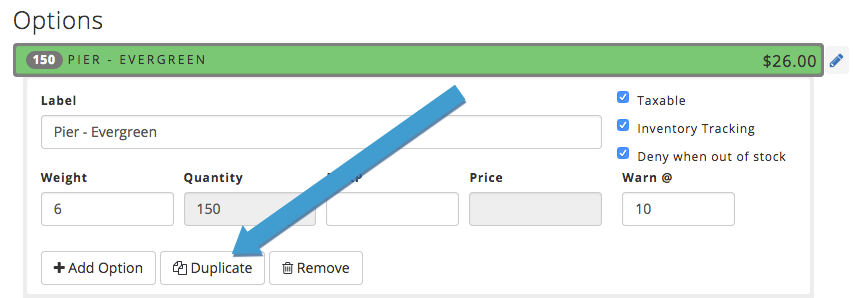 Options
150 PIER - EVERGREEN $26.00
Label
Taxable
Pier - Evergreen
Inventory Tracking
Deny when out of stock
Weight Quantity Price Warn @
6 150 10
Add Option Duplicate Remove